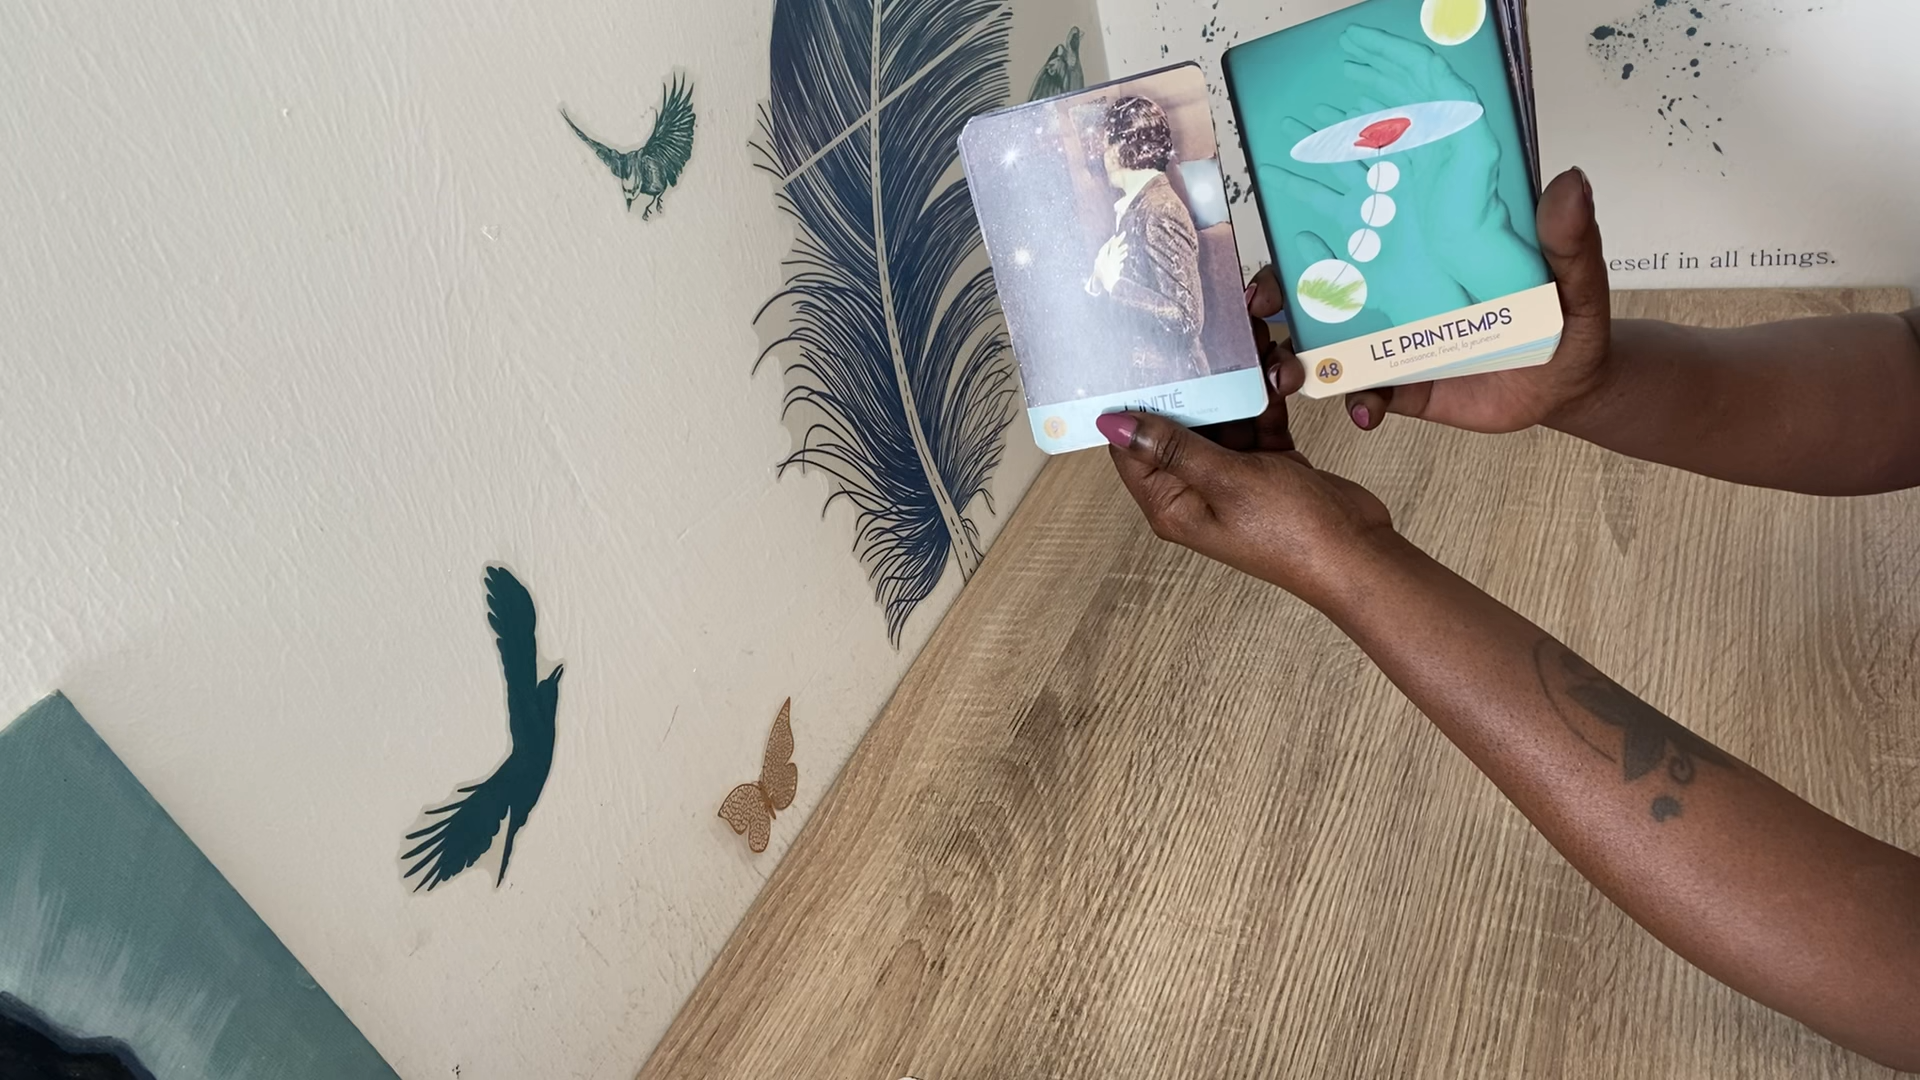 L'INITIÉ
LE PRINTEMPS
La naissance, l'éveil, la jeunesse
48
eself in all things.